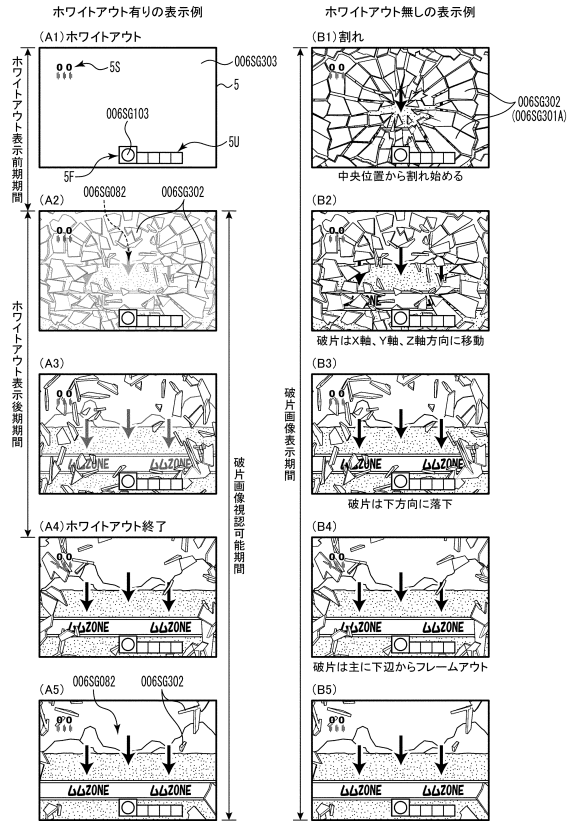 ホワイトアウト有りの表示例
ホワイトアウト無しの表示例
(A1)ホワイトアウト
00
5S
006SG303
5
006SG103
5U
5F
(B1)割れ
00
006SG302
(006SG301A)
中央位置から割れ始める
ホワイトアウト表示前期期間
(A2)
006SG082
006SG302
00
(B2)
00
ZONE
破片はX軸、Y軸、Z軸方向に移動
ホワイトアウト表示後期期間
(A3)
00
ムムZONE
ムムZONE
(B3)
00
ムムZONE
ムムZONE
破片は下方向に落下
破片画像視認可能期間
破片画像表示期間
(A4)ホワイトアウト終了
00
ムムZONE
ムムZONE
(B4)
00
ムムZONE
ムムZONE
破片は主に下辺からフレームアウト
(A5)
006SG082
006SG302
00
ムムZONE
ムムZONE
(B5)
00
ムムZONE
ムムZONE